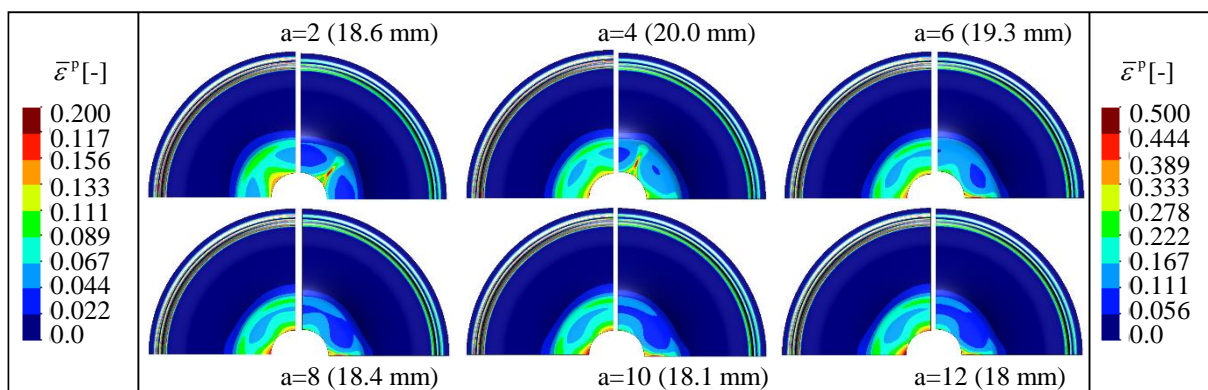 a=2 (18.6 mm)
a=4 (20.0 mm)
a=6 (19.3 mm)
ε̅ᵖ[-]
0.200
0.117
0.156
0.133
0.111
0.089
0.067
0.044
0.022
0.0
ε̅ᵖ[-]
0.500
0.444
0.389
0.333
0.278
0.222
0.167
0.111
0.056
0.0
a=8 (18.4 mm)
a=10 (18.1 mm)
a=12 (18 mm)